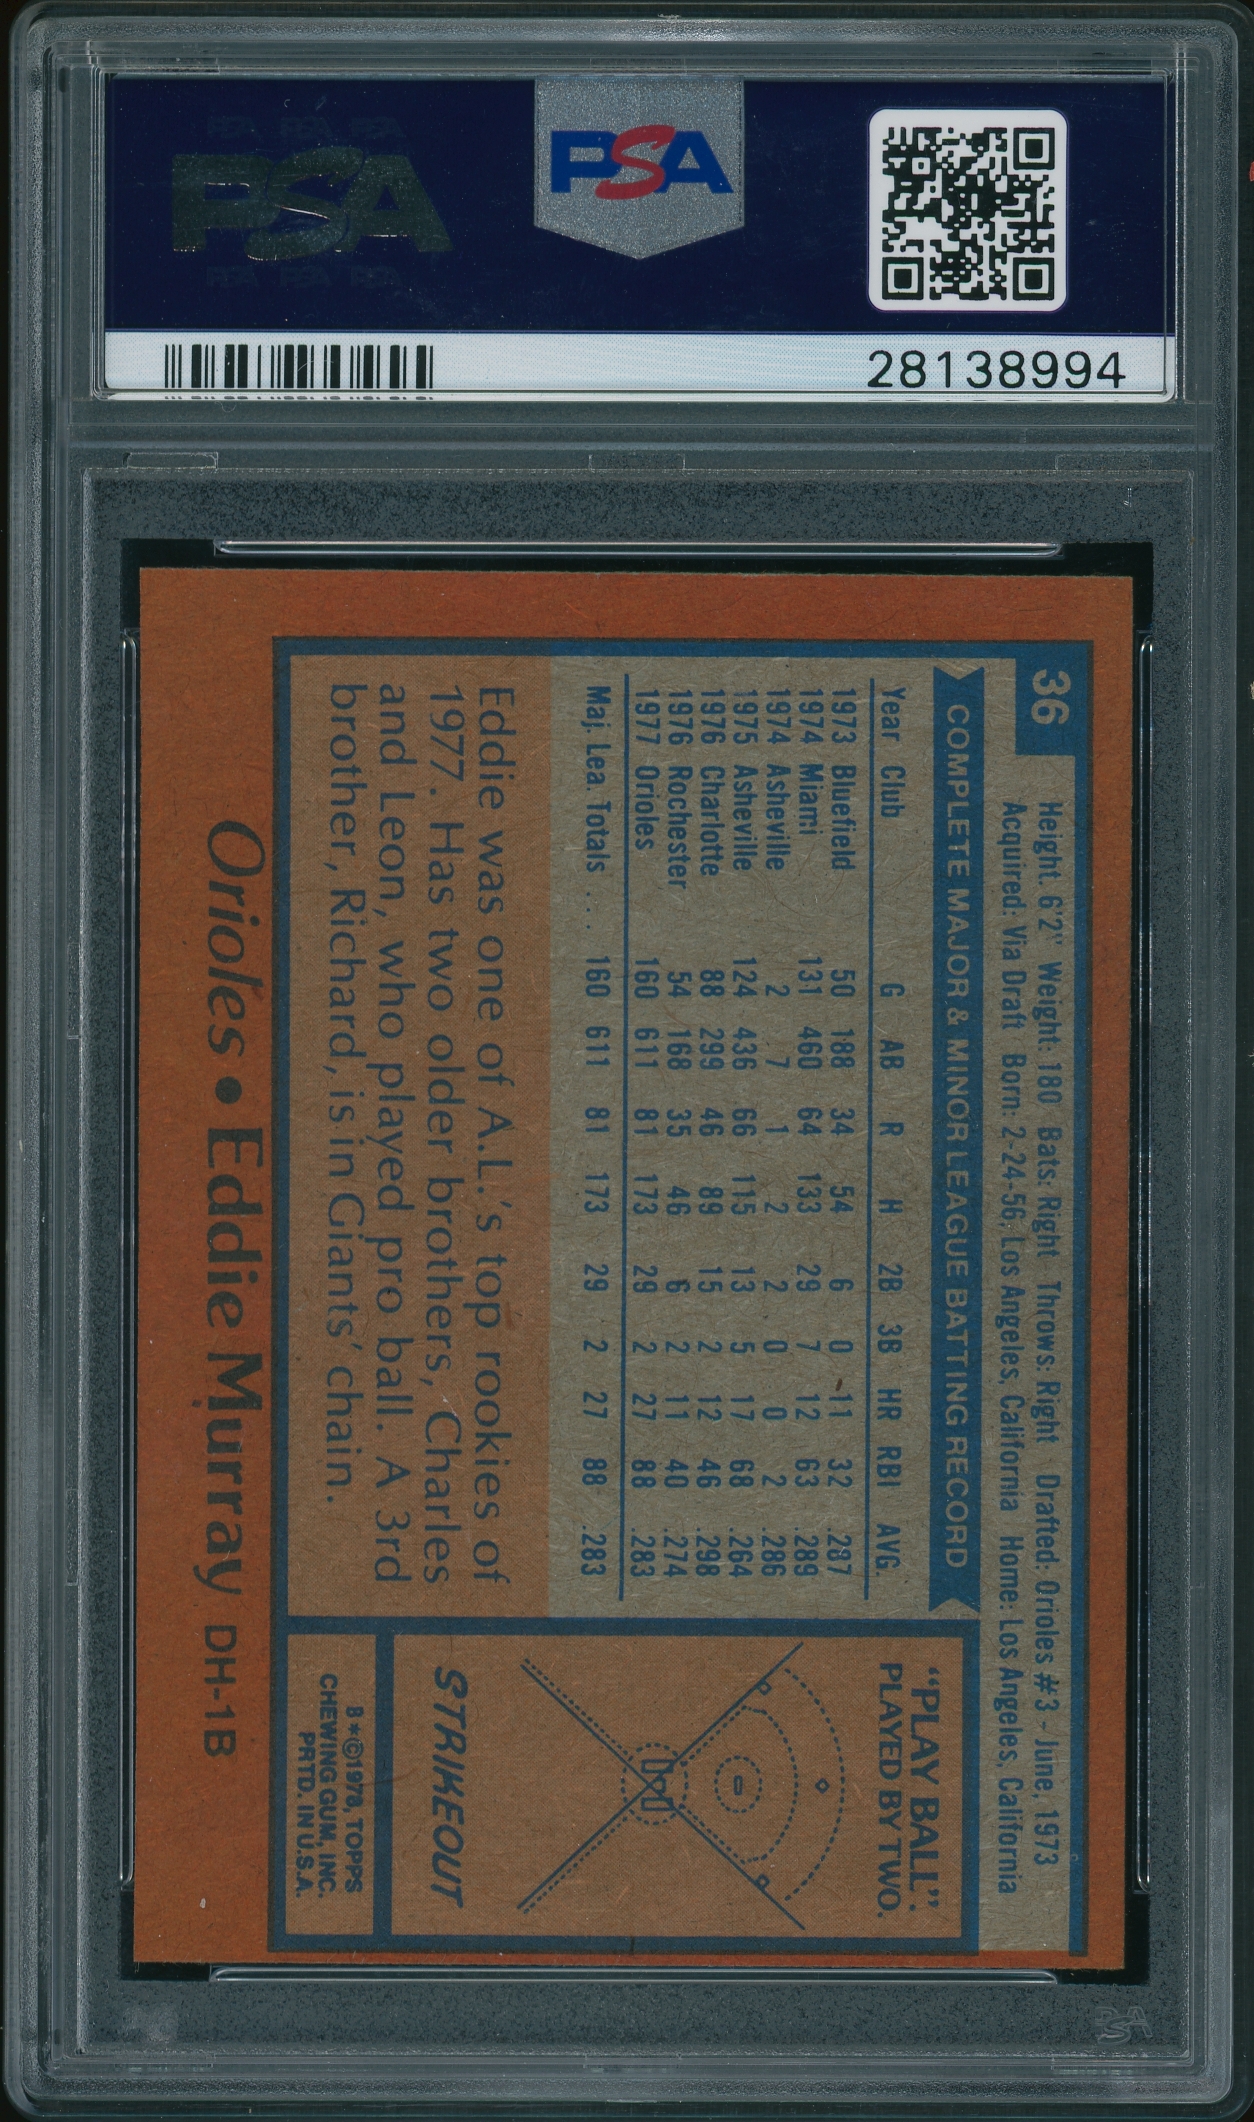 PSA
PSA
28138994
36
Height: 6'2" Weight: 180 Bats: Right Throws: Right Drafted: Orioles #3 - June, 1973
Acquired: Via Draft Born: 2-24-56, Los Angeles, California Home: Los Angeles, California
COMPLETE MAJOR & MINOR LEAGUE BATTING RECORD
Year Club G AB R H 2B 3B HR RBI AVG.
1973 Bluefield 50 188 34 54 6 0 11 32 .287
1974 Miami 131 460 64 133 29 7 12 63 .289
1974 Asheville 2 7 1 2 2 0 0 2 .286
1975 Asheville 124 436 66 115 13 5 17 68 .264
1976 Charlotte 88 299 46 89 15 2 12 46 .298
1976 Rochester 54 168 35 46 6 2 11 40 .274
1977 Orioles 160 611 81 173 29 2 27 88 .283
Maj. Lea. Totals ... 160 611 81 173 29 2 27 88 .283
Eddie was one of A.L.'s top rookies of
1977. Has two older brothers, Charles
and Leon, who played pro ball. A 3rd
brother, Richard, is in Giants' chain.
"PLAY BALL":
PLAYED BY TWO.
STRIKEOUT
8*©1978, TOPPS
CHEWING GUM, INC.
PRTD. IN U.S.A.
Orioles • Eddie Murray DH-1B
PSA